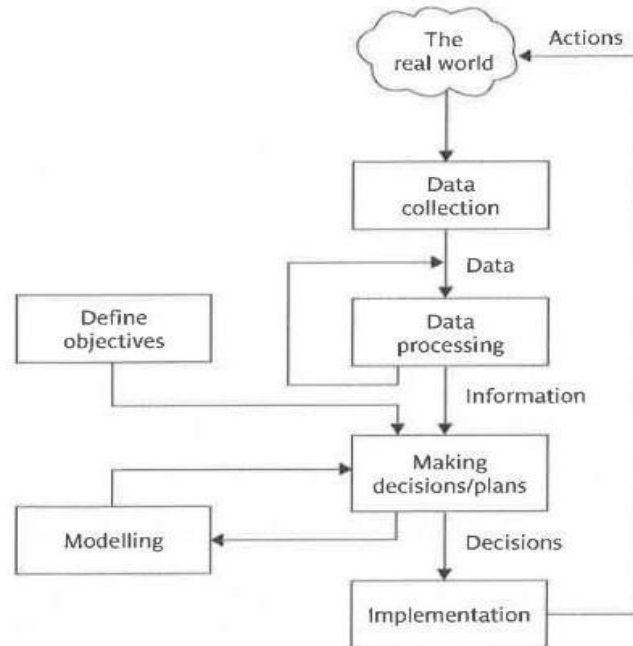 The
real world
Actions
Data
collection
Data
Define
objectives
Data
processing
Information
Making
decisions/plans
Modelling
Decisions
Implementation